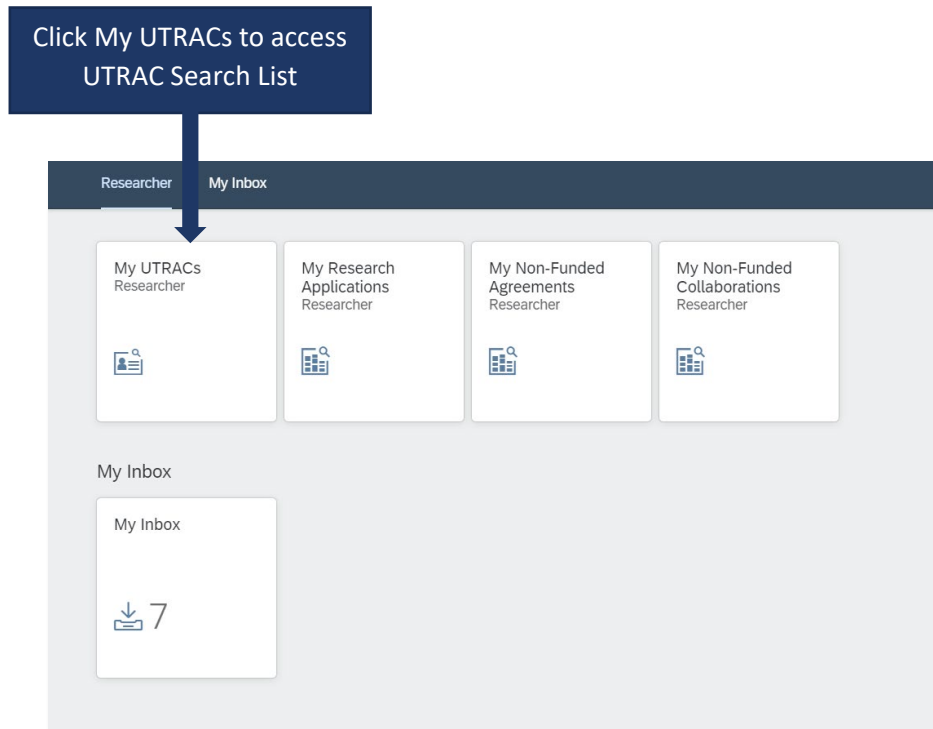 Click My UTRACs to access
UTRAC Search List
Researcher
My Inbox
My UTRACs
Researcher
My Research
Applications
Researcher
My Non-Funded
Agreements
Researcher
My Non-Funded
Collaborations
Researcher
My Inbox
My Inbox
7